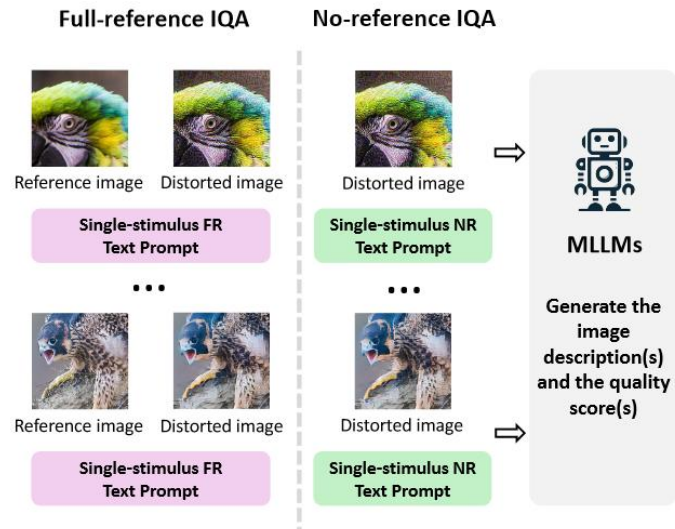 Full-reference IQA
No-reference IQA
Reference image
Distorted image
Distorted image
Single-stimulus FR
Text Prompt
Single-stimulus NR
Text Prompt
...
...
Reference image
Distorted image
Distorted image
Single-stimulus FR
Text Prompt
Single-stimulus NR
Text Prompt
MLLMs
Generate the
image
description(s)
and the quality
score(s)